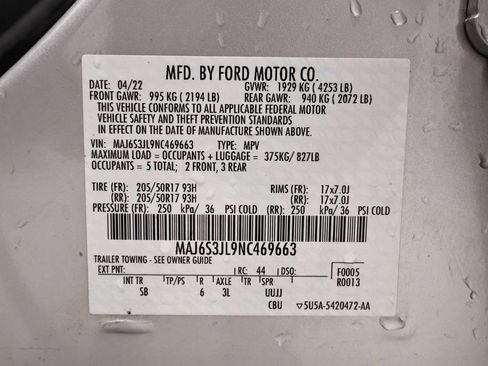 MFD. BY FORD MOTOR CO.
DATE: 04/22 GVWR: 1929 KG ( 4253 LB)
FRONT GAWR: 995 KG ( 2194 LB) REAR GAWR: 940 KG ( 2072 LB)
THIS VEHICLE CONFORMS TO ALL APPLICABLE FEDERAL MOTOR
VEHICLE SAFETY AND THEFT PREVENTION STANDARDS
IN EFFECT ON THE DATE OF MANUFACTURE SHOWN ABOVE.
VIN: MAJ6S3JL9NC469663 TYPE: MPV
MAXIMUM LOAD = OCCUPANTS + LUGGAGE = 375KG/ 827LB
OCCUPANTS = 5 TOTAL; 2 FRONT, 3 REAR
TIRE (FR): 205/50R17 93H RIMS (FR): 17x7.0J
TIRE (RR): 205/50R17 93H (RR): 17x7.0J
PRESSURE (FR): 250 kPa/ 36 PSI COLD (RR): 250 kPa/ 36 PSI COLD
MAJ6S3JL9NC469663
TRAILER TOWING - SEE OWNER GUIDE
EXT PNT: RC: 44 DSO: F0005
R0013
INT TR TP/PS R AXLE TR SPR
SB 6 3L UUJJ
CBU 5U5A-5420472-AA